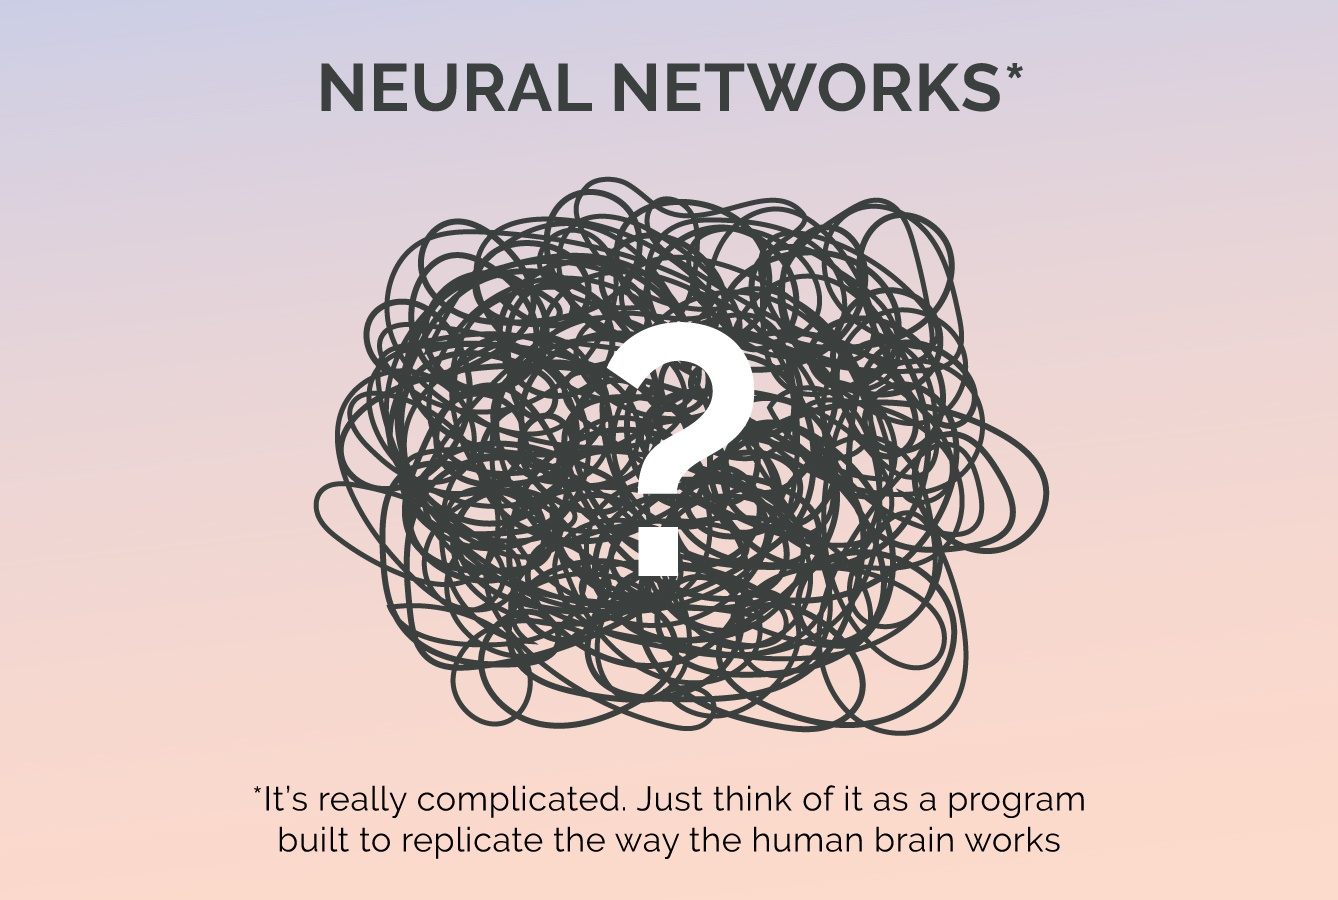 NEURAL NETWORKS*
?
*It’s really complicated. Just think of it as a program
built to replicate the way the human brain works